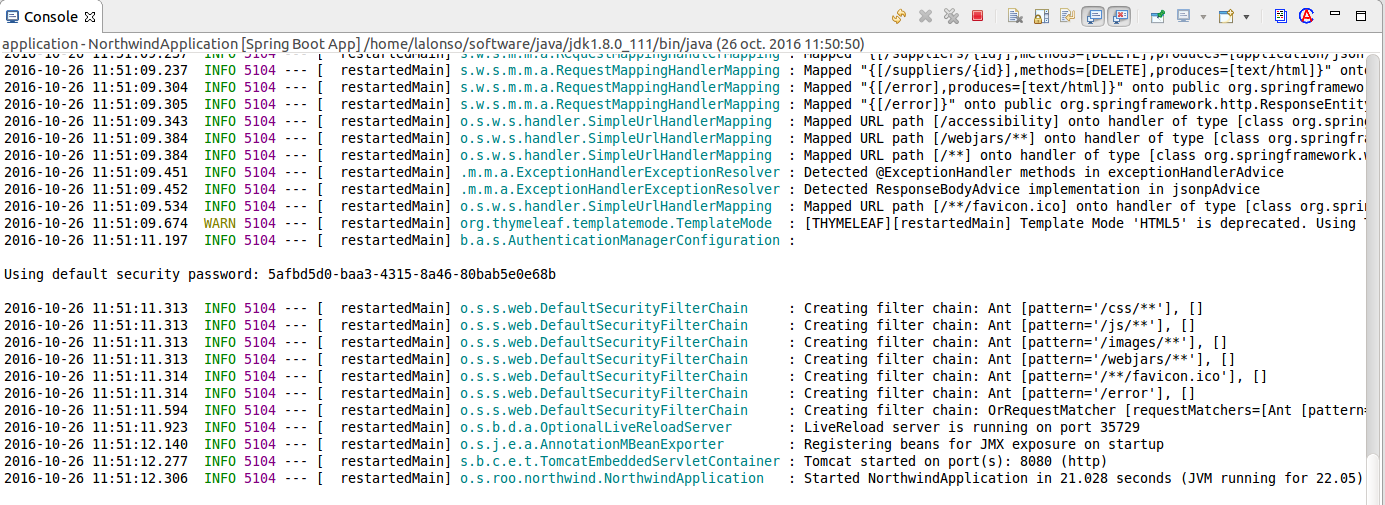 Console
application - NorthwindApplication [Spring Boot App] /home/lalonso/software/java/jdk1.8.0_111/bin/java (26 oct. 2016 11:50:50)
2016-10-26 11:51:09.237  INFO 5104 --- [  restartedMain] s.w.s.m.m.a.RequestMappingHandlerMapping : Mapped "{[/suppliers/{id}],methods=[DELETE],produces=[application/json
2016-10-26 11:51:09.237  INFO 5104 --- [  restartedMain] s.w.s.m.m.a.RequestMappingHandlerMapping : Mapped "{[/suppliers/{id}],methods=[DELETE],produces=[text/html]}" onto
2016-10-26 11:51:09.304  INFO 5104 --- [  restartedMain] s.w.s.m.m.a.RequestMappingHandlerMapping : Mapped "{[/error],produces=[text/html]}" onto public org.springframewo
2016-10-26 11:51:09.305  INFO 5104 --- [  restartedMain] s.w.s.m.m.a.RequestMappingHandlerMapping : Mapped "{[/error]}" onto public org.springframework.http.ResponseEntity
2016-10-26 11:51:09.343  INFO 5104 --- [  restartedMain] o.s.w.s.handler.SimpleUrlHandlerMapping  : Mapped URL path [/accessibility] onto handler of type [class org.spring
2016-10-26 11:51:09.384  INFO 5104 --- [  restartedMain] o.s.w.s.handler.SimpleUrlHandlerMapping  : Mapped URL path [/webjars/**] onto handler of type [class org.springfra
2016-10-26 11:51:09.384  INFO 5104 --- [  restartedMain] o.s.w.s.handler.SimpleUrlHandlerMapping  : Mapped URL path [/**] onto handler of type [class org.springframework.w
2016-10-26 11:51:09.451  INFO 5104 --- [  restartedMain] .m.m.a.ExceptionHandlerExceptionResolver : Detected @ExceptionHandler methods in exceptionHandlerAdvice
2016-10-26 11:51:09.452  INFO 5104 --- [  restartedMain] .m.m.a.ExceptionHandlerExceptionResolver : Detected ResponseBodyAdvice implementation in jsonpAdvice
2016-10-26 11:51:09.534  INFO 5104 --- [  restartedMain] o.s.w.s.handler.SimpleUrlHandlerMapping  : Mapped URL path [/**/favicon.ico] onto handler of type [class org.spring
2016-10-26 11:51:09.674  WARN 5104 --- [  restartedMain] org.thymeleaf.templatemode.TemplateMode  : [THYMELEAF][restartedMain] Template Mode 'HTML5' is deprecated. Using T
2016-10-26 11:51:11.197  INFO 5104 --- [  restartedMain] b.a.s.AuthenticationManagerConfiguration :
Using default security password: 5afbd5d0-baa3-4315-8a46-80bab5e0e68b
2016-10-26 11:51:11.313  INFO 5104 --- [  restartedMain] o.s.s.web.DefaultSecurityFilterChain     : Creating filter chain: Ant [pattern='/css/**'], []
2016-10-26 11:51:11.313  INFO 5104 --- [  restartedMain] o.s.s.web.DefaultSecurityFilterChain     : Creating filter chain: Ant [pattern='/js/**'], []
2016-10-26 11:51:11.313  INFO 5104 --- [  restartedMain] o.s.s.web.DefaultSecurityFilterChain     : Creating filter chain: Ant [pattern='/images/**'], []
2016-10-26 11:51:11.313  INFO 5104 --- [  restartedMain] o.s.s.web.DefaultSecurityFilterChain     : Creating filter chain: Ant [pattern='/webjars/**'], []
2016-10-26 11:51:11.314  INFO 5104 --- [  restartedMain] o.s.s.web.DefaultSecurityFilterChain     : Creating filter chain: Ant [pattern='/**/favicon.ico'], []
2016-10-26 11:51:11.314  INFO 5104 --- [  restartedMain] o.s.s.web.DefaultSecurityFilterChain     : Creating filter chain: Ant [pattern='/error'], []
2016-10-26 11:51:11.594  INFO 5104 --- [  restartedMain] o.s.s.web.DefaultSecurityFilterChain     : Creating filter chain: OrRequestMatcher [requestMatchers=[Ant [pattern=
2016-10-26 11:51:11.923  INFO 5104 --- [  restartedMain] o.s.b.d.a.OptionalLiveReloadServer       : LiveReload server is running on port 35729
2016-10-26 11:51:12.140  INFO 5104 --- [  restartedMain] o.s.j.e.a.AnnotationMBeanExporter        : Registering beans for JMX exposure on startup
2016-10-26 11:51:12.277  INFO 5104 --- [  restartedMain] s.b.c.e.t.TomcatEmbeddedServletContainer : Tomcat started on port(s): 8080 (http)
2016-10-26 11:51:12.306  INFO 5104 --- [  restartedMain] o.s.roo.northwind.NorthwindApplication   : Started NorthwindApplication in 21.028 seconds (JVM running for 22.05)